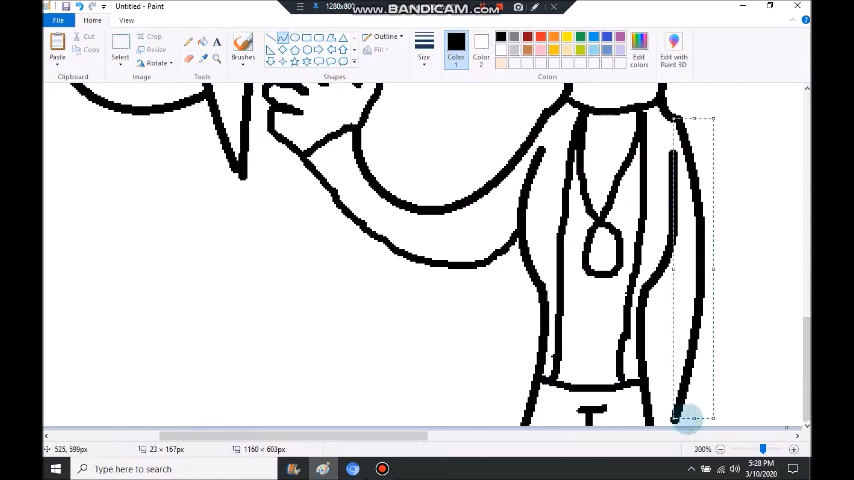 Untitled - Paint
1280x800
www.BANDICAM.com
File
Home
View
Paste
Cut
Copy
Clipboard
Select
Crop
Resize
Rotate
Image
Tools
Brushes
Shapes
Outline
Fill
Size
Color 1
Color 2
Colors
Edit colors
Edit with Paint 3D
T
525, 599px
23 × 167px
1160 × 603px
300%
Type here to search
5:28 PM
3/10/2020